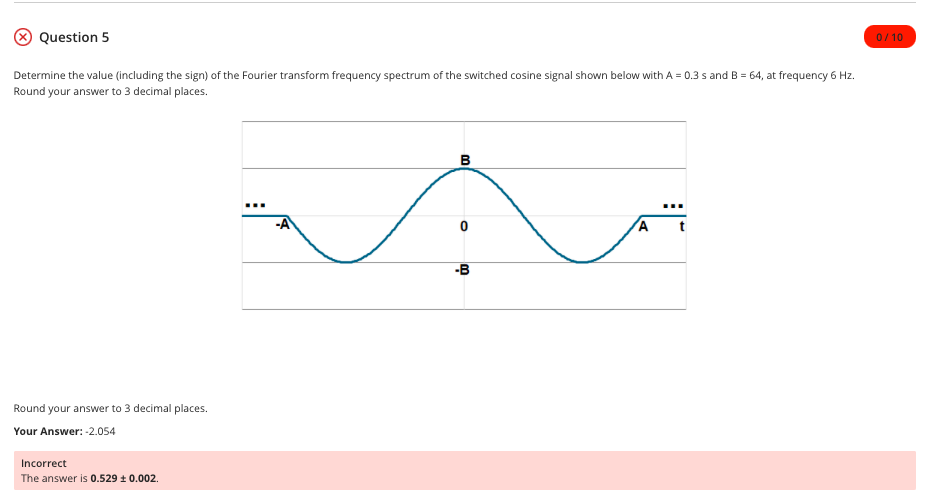 Question 5
0 / 10
Determine the value (including the sign) of the Fourier transform frequency spectrum of the switched cosine signal shown below with A = 0.3 s and B = 64, at frequency 6 Hz.
Round your answer to 3 decimal places.
B
...
...
-A
0
A
t
-B
Round your answer to 3 decimal places.
Your Answer: -2.054
Incorrect
The answer is 0.529 ± 0.002.